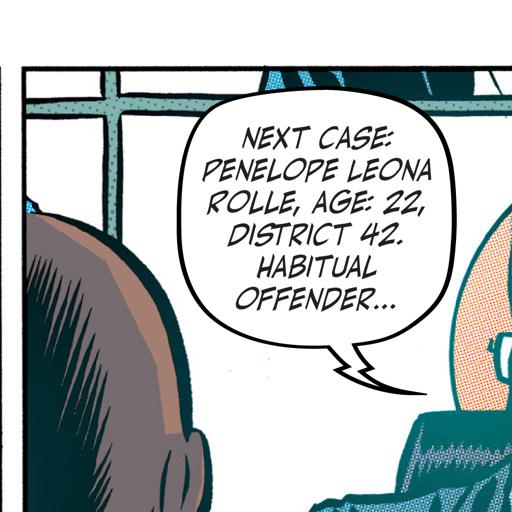 NEXT CASE:
PENELOPE LEONA
ROLLE, AGE: 22,
DISTRICT 42.
HABITUAL
OFFENDER...